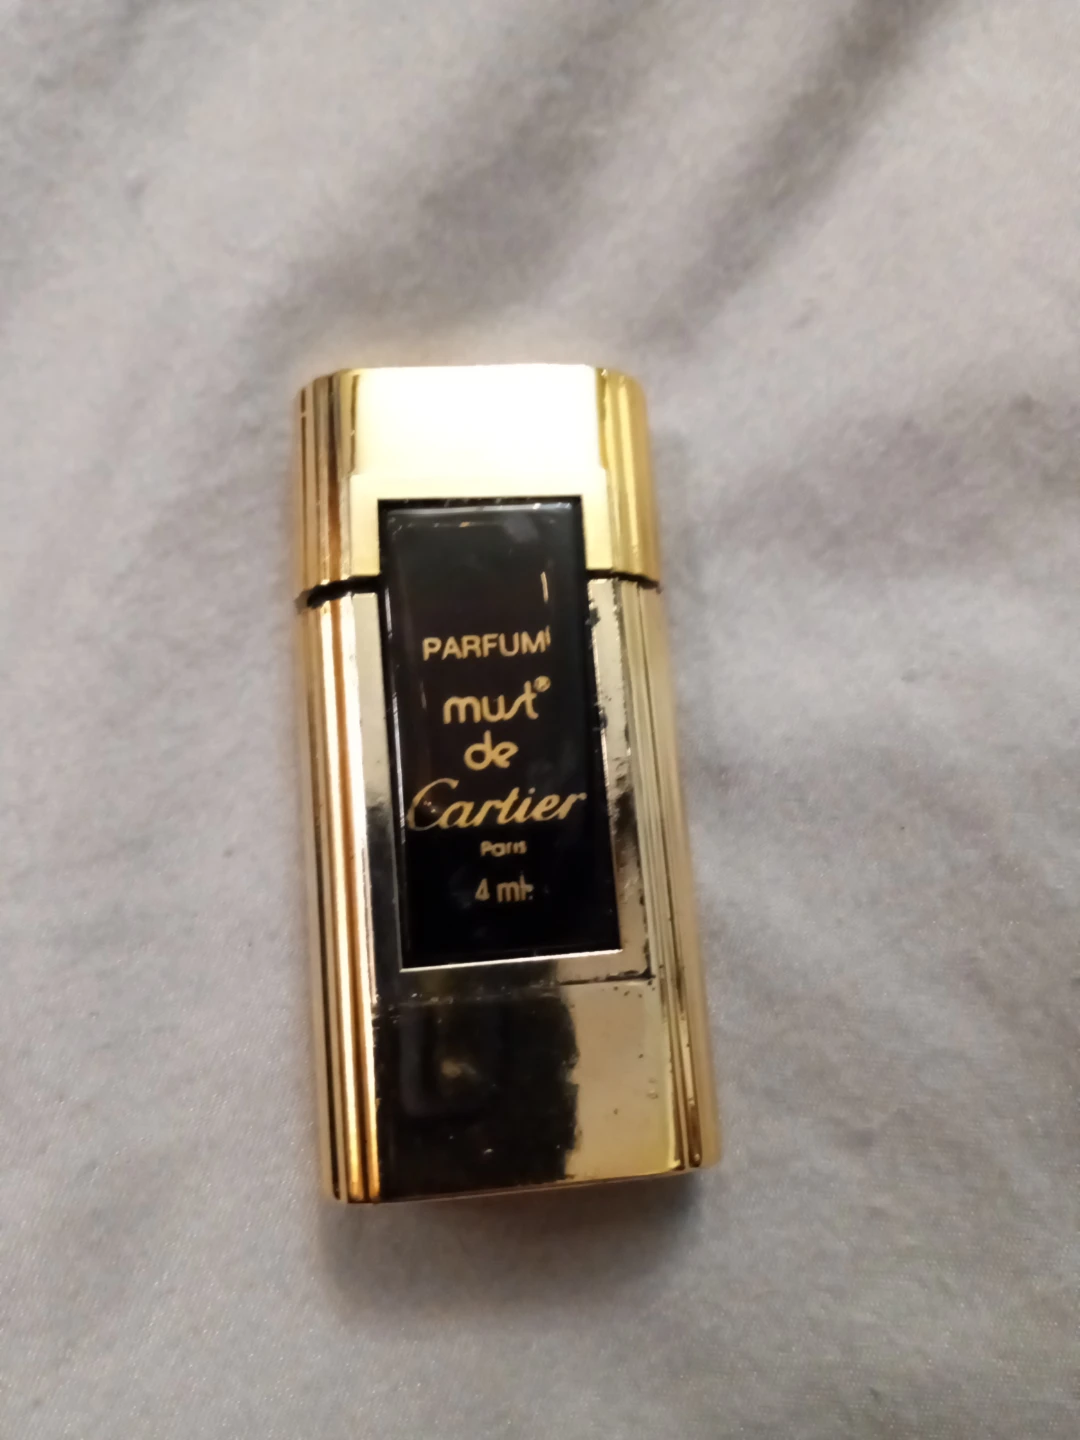 PARFUM
must®
de
Cartier
Paris
4 ml.